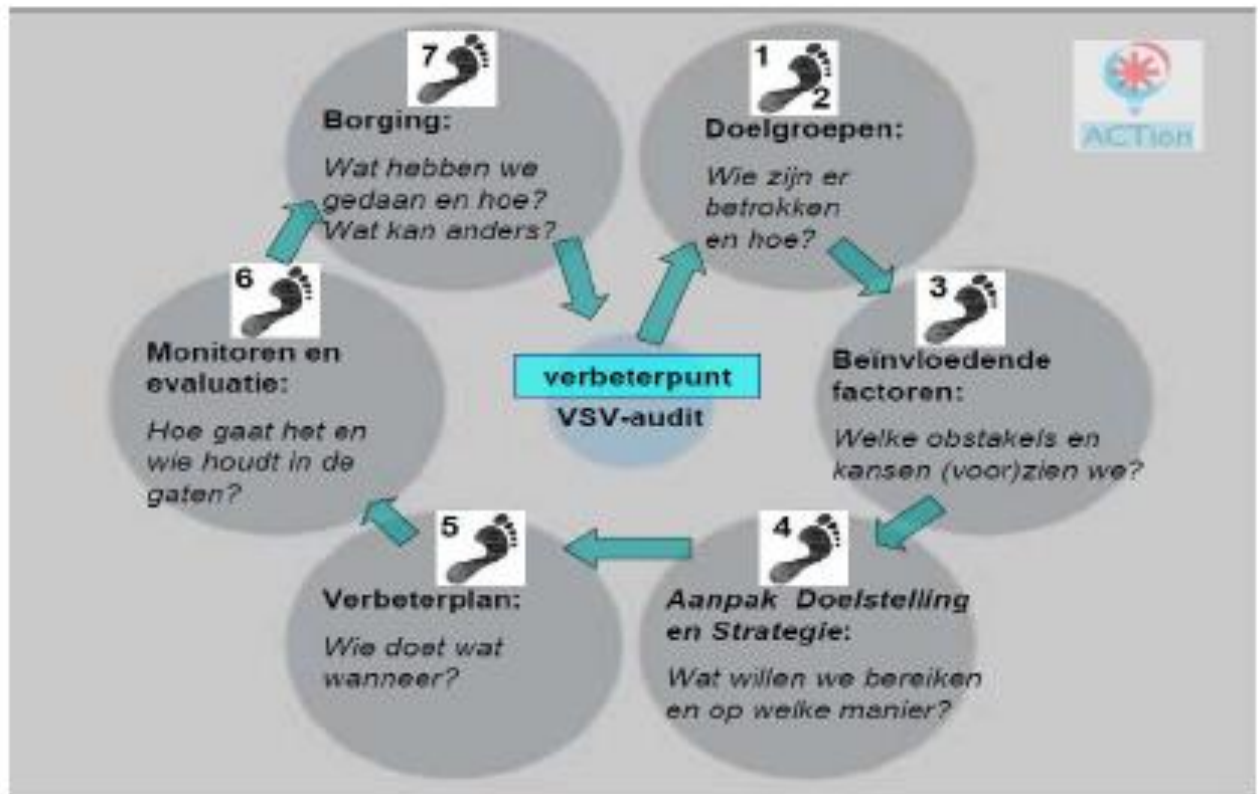 7
Borging:
Wat hebben we
gedaan en hoe?
Wat kan anders?
1
2
Doelgroepen:
Wie zijn er
betrokken
en hoe?
ACTion
3
Beïnvloedende
factoren:
Welke obstakels en
kansen (voor)zien we?
4
Aanpak Doelstelling
en Strategie:
Wat willen we bereiken
en op welke manier?
5
Verbeterplan:
Wie doet wat
wanneer?
6
Monitoren en
evaluatie:
Hoe gaat het en
wie houdt in de
gaten?
verbeterpunt
VSV-audit